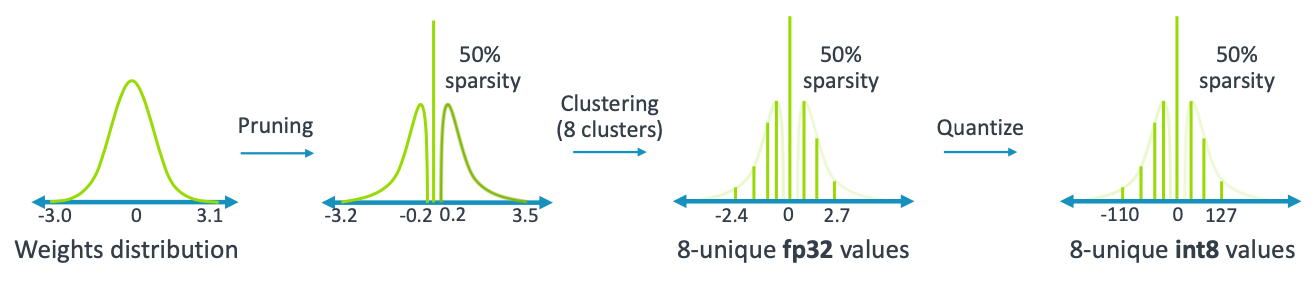 -3.0 0 3.1
Weights distribution
Pruning
50%
sparsity
-3.2 -0.2 0.2 3.5
Clustering
(8 clusters)
50%
sparsity
-2.4 0 2.7
8-unique fp32 values
Quantize
50%
sparsity
-110 0 127
8-unique int8 values